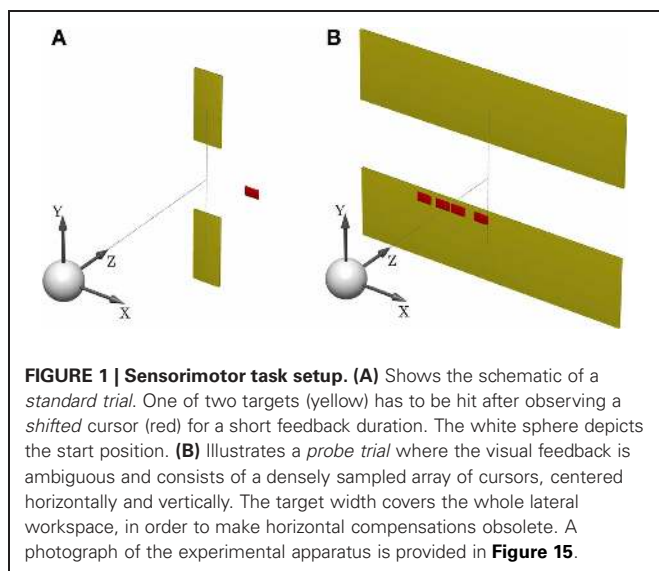 A
B
Y
Z
X
Y
Z
X
FIGURE 1 | Sensorimotor task setup. (A) Shows the schematic of a
standard trial. One of two targets (yellow) has to be hit after observing a
shifted cursor (red) for a short feedback duration. The white sphere depicts
the start position. (B) Illustrates a probe trial where the visual feedback is
ambiguous and consists of a densely sampled array of cursors, centered
horizontally and vertically. The target width covers the whole lateral
workspace, in order to make horizontal compensations obsolete. A
photograph of the experimental apparatus is provided in Figure 15.